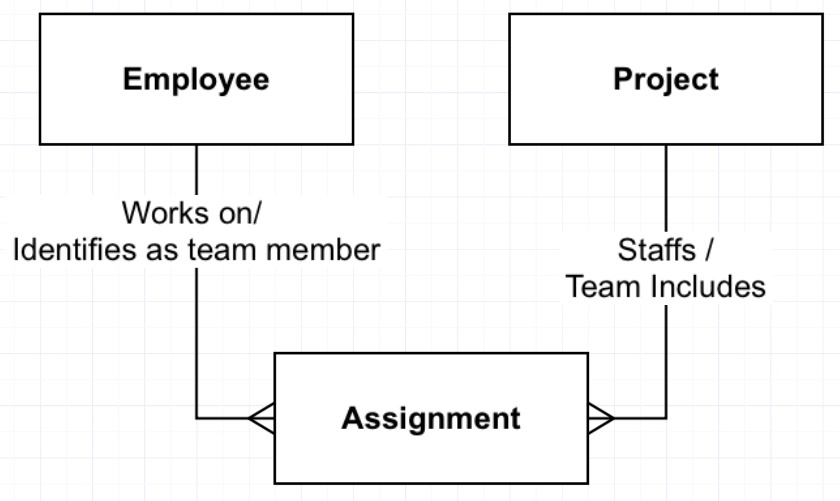 Employee
Project
Works on/
Identifies as team member
Staffs /
Team Includes
Assignment